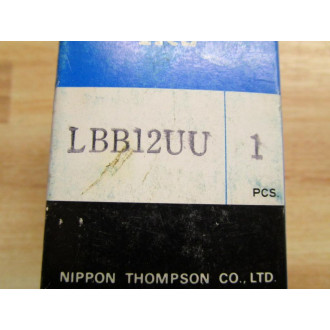 LBB12UU 1
PCS.
NIPPON THOMPSON CO., LTD.